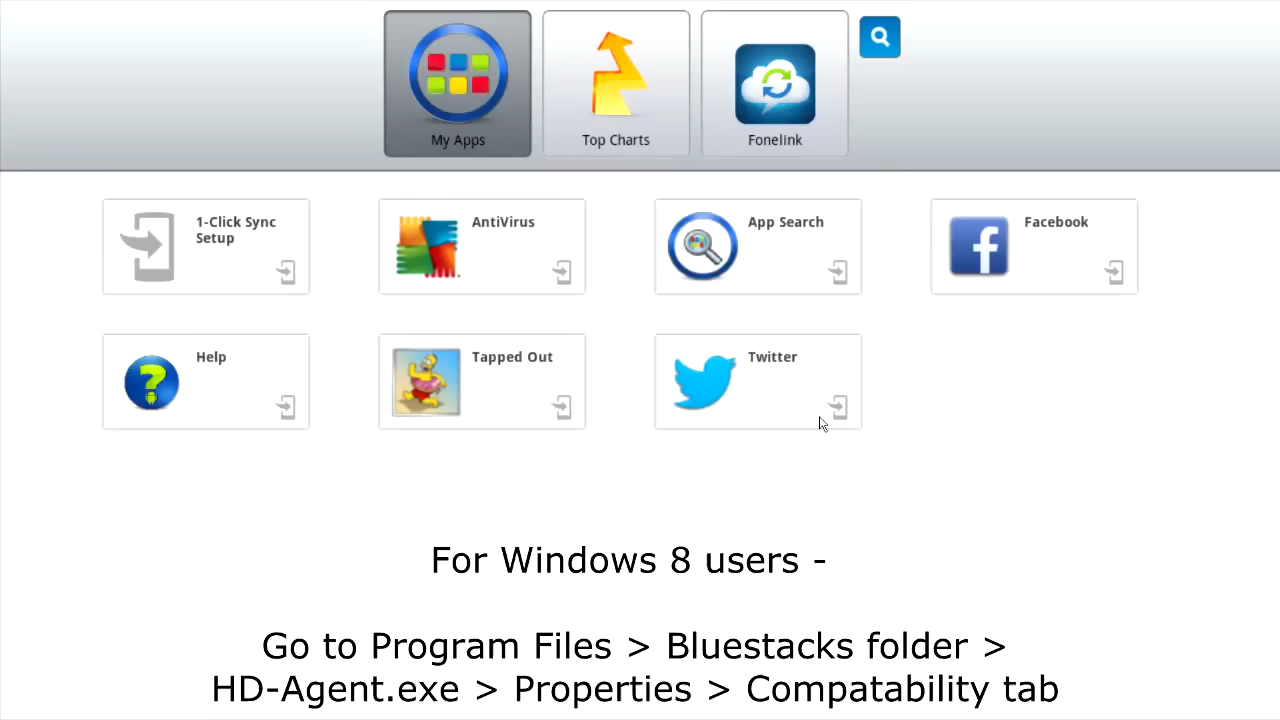 My Apps
Top Charts
Fonelink
1-Click Sync
Setup
AntiVirus
App Search
Facebook
Help
Tapped Out
Twitter
For Windows 8 users -
Go to Program Files > Bluestacks folder >
HD-Agent.exe > Properties > Compatability tab